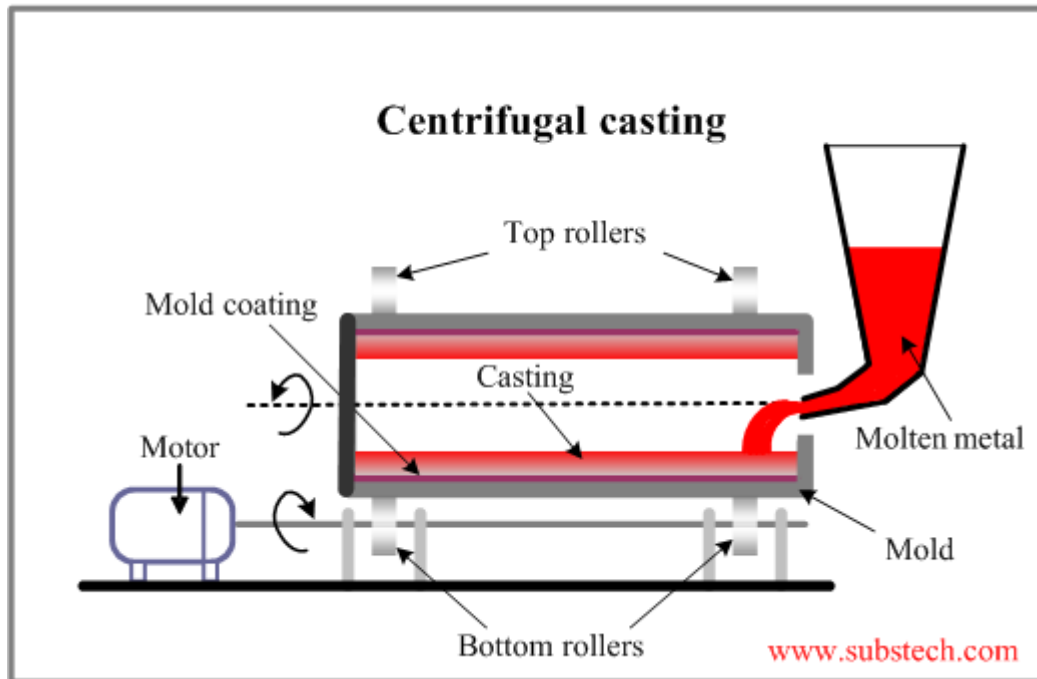 Centrifugal casting
Top rollers
Mold coating
Casting
Molten metal
Motor
Mold
Bottom rollers
www.substech.com